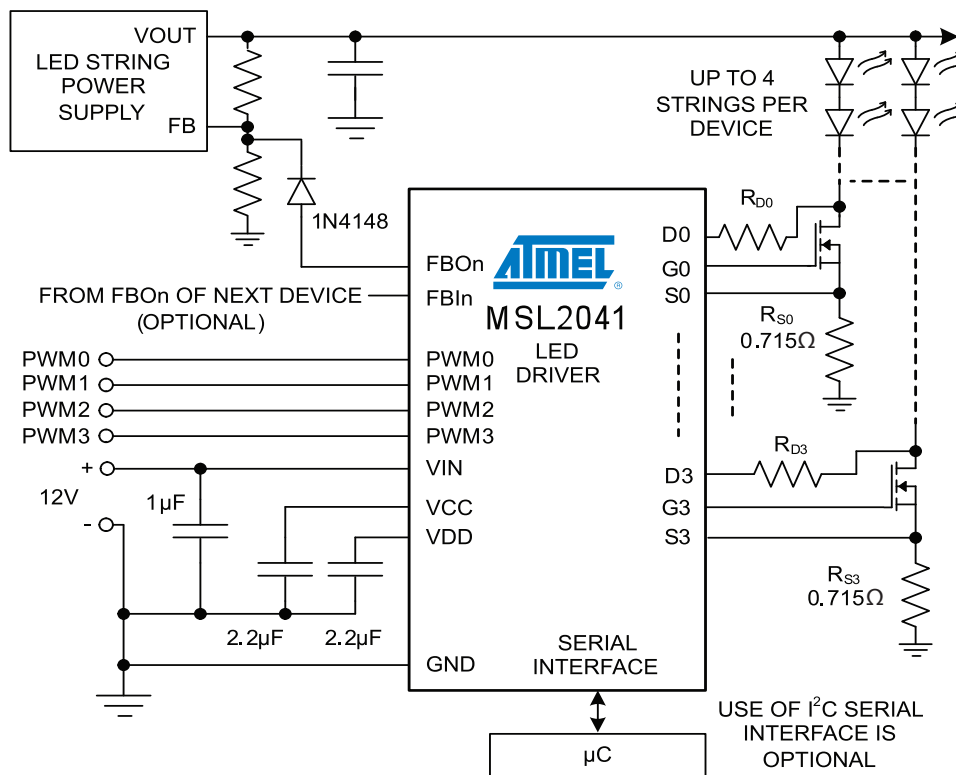 VOUT
LED STRING
POWER
SUPPLY
FB
UP TO 4
STRINGS PER
DEVICE
1N4148
RD0
D0
G0
S0
RS0
0.715Ω
FBOn
FROM FBOn OF NEXT DEVICE
(OPTIONAL)
FBIn
ATMEL
MSL2041
LED
DRIVER
PWM0
PWM0
PWM1
PWM1
PWM2
PWM2
PWM3
PWM3
+
VIN
12V
-
1µF
VCC
VDD
2.2µF
2.2µF
GND
RD3
D3
G3
S3
RS3
0.715Ω
SERIAL
INTERFACE
µC
USE OF I²C SERIAL
INTERFACE IS
OPTIONAL